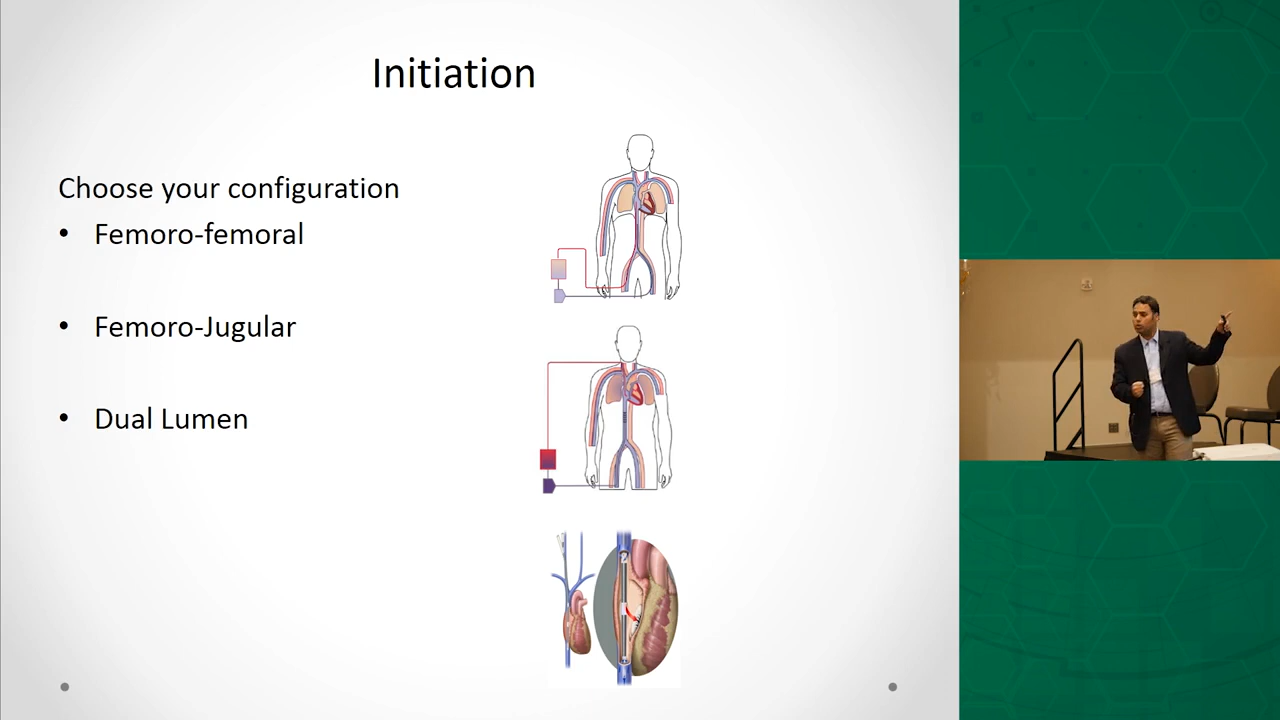 Initiation
Choose your configuration
• Femoro-femoral
• Femoro-Jugular
• Dual Lumen